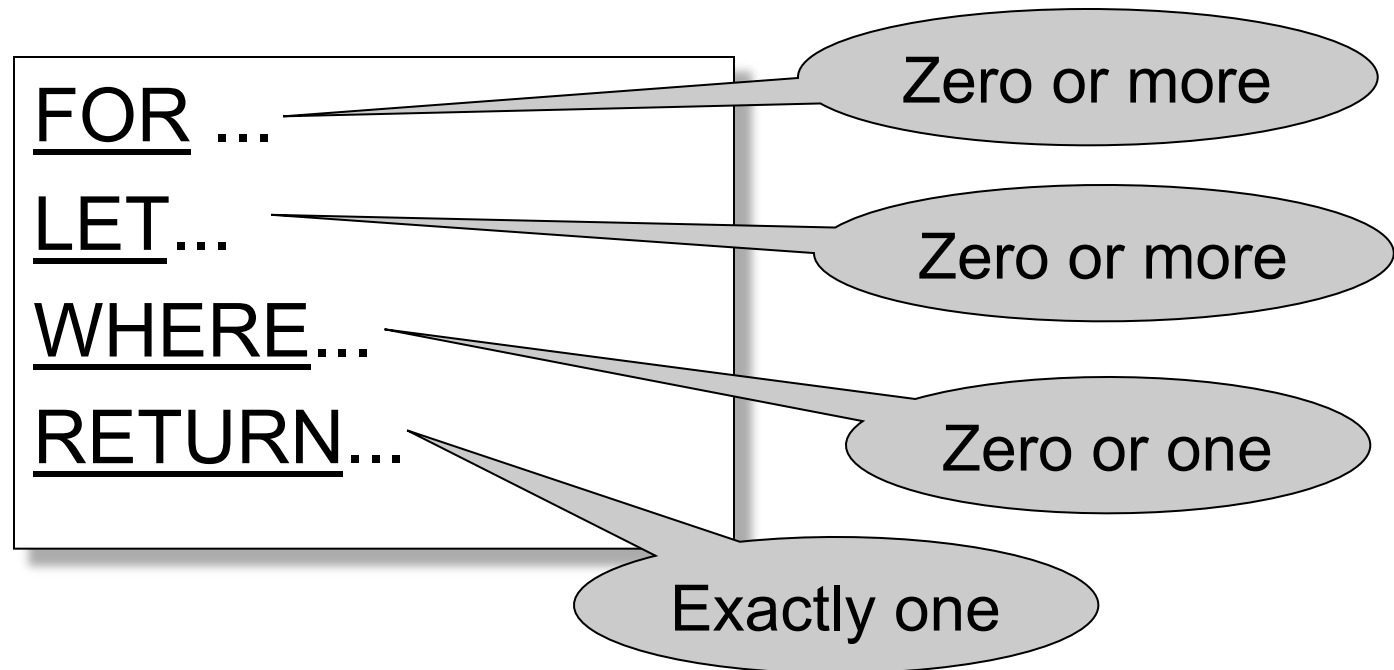 FOR ...
Zero or more
LET...
Zero or more
WHERE...
Zero or one
RETURN...
Exactly one